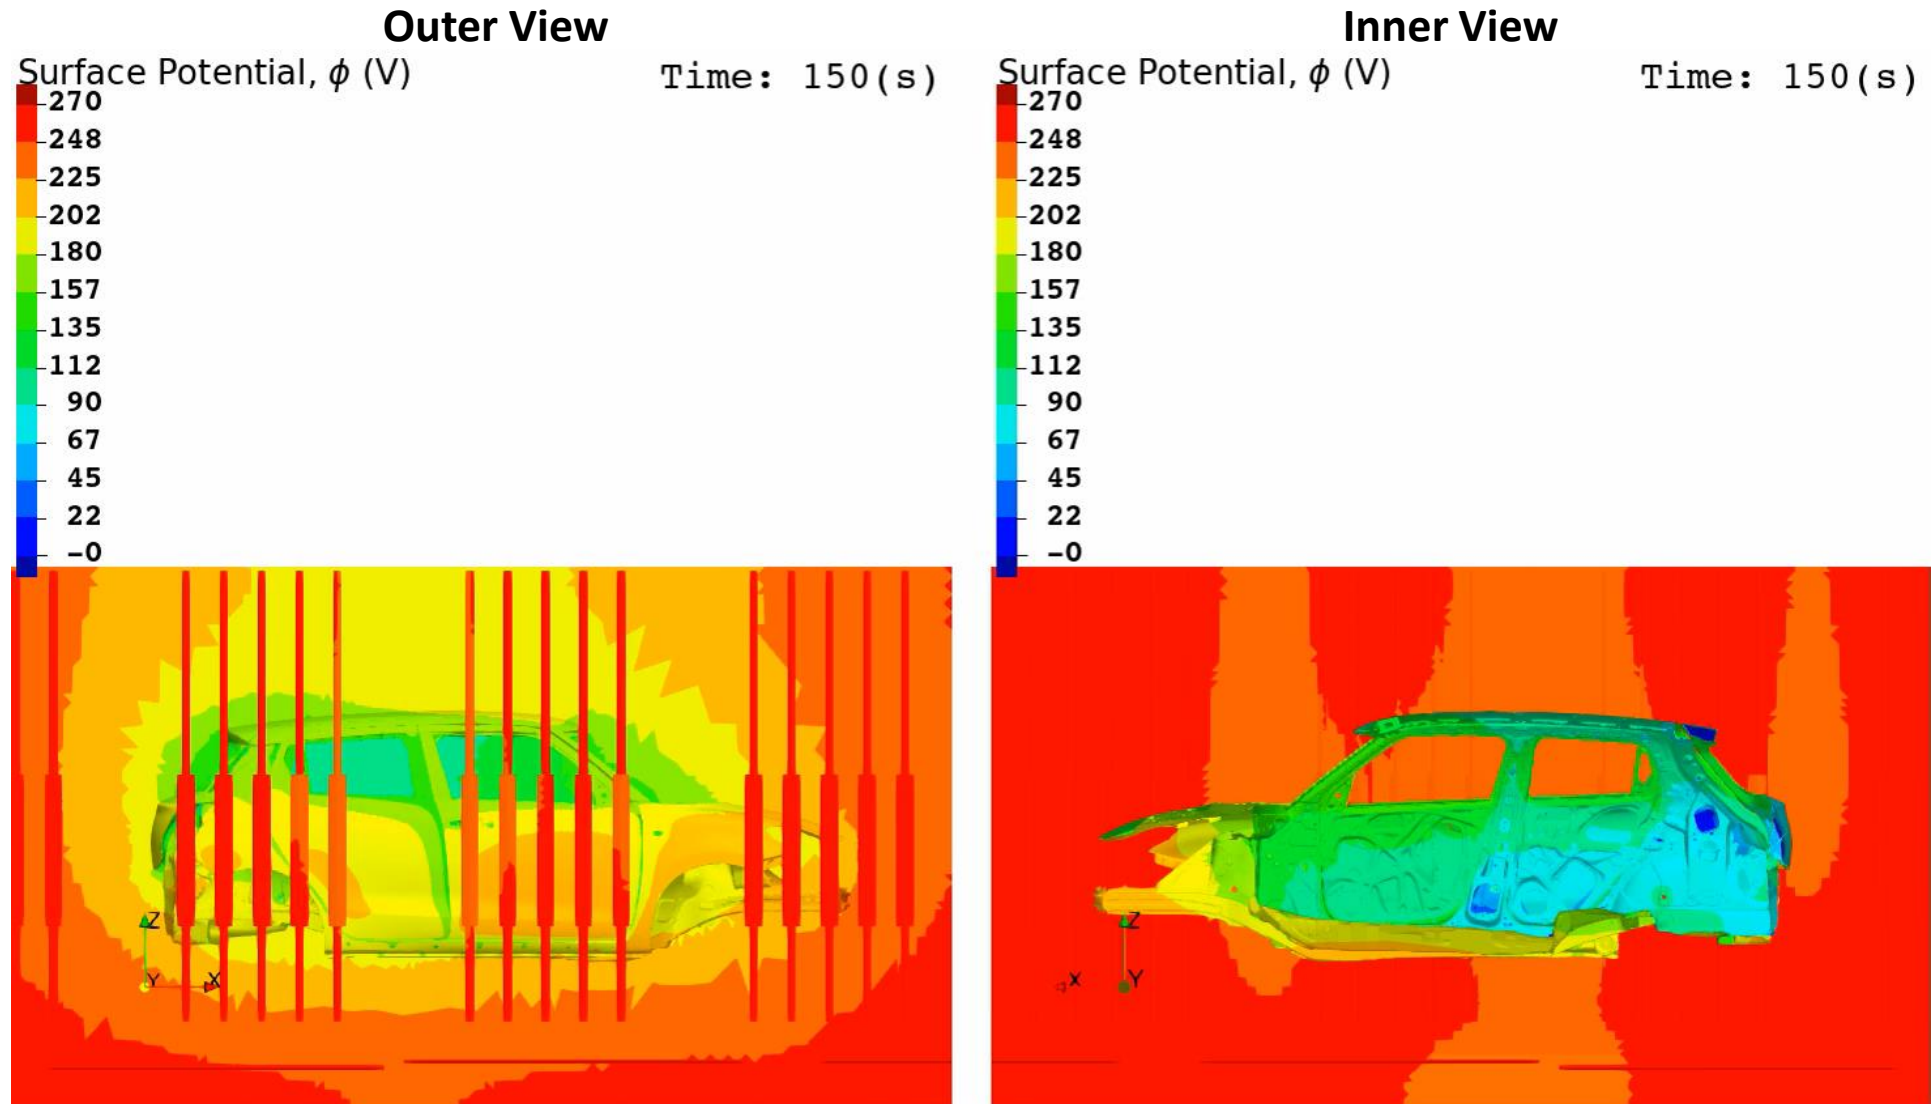 Outer View
Surface Potential, ϕ (V)
Time: 150(s)
270
248
225
202
180
157
135
112
90
67
45
22
−0
Z
Y
X
Inner View
Surface Potential, ϕ (V)
Time: 150(s)
270
248
225
202
180
157
135
112
90
67
45
22
−0
Z
X
Y